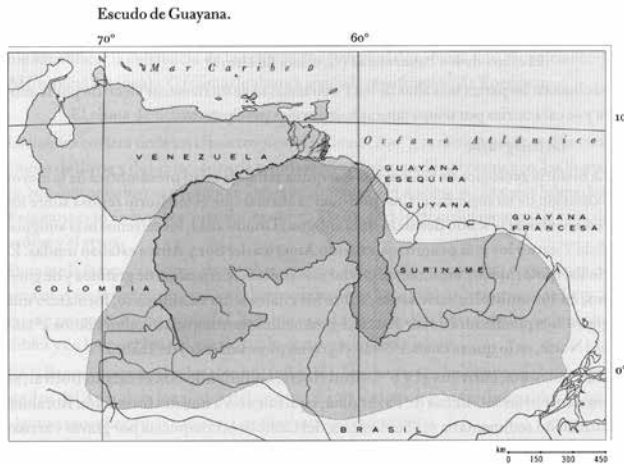 Escudo de Guayana.
70° 60°
Mar Caribe
10
Océano Atlántico
VENEZUELA
GUAYANA
ESEQUIBA
GUYANA
GUAYANA
FRANCESA
SURINAME
COLOMBIA
0°
BRASIL
km 0 150 300 450